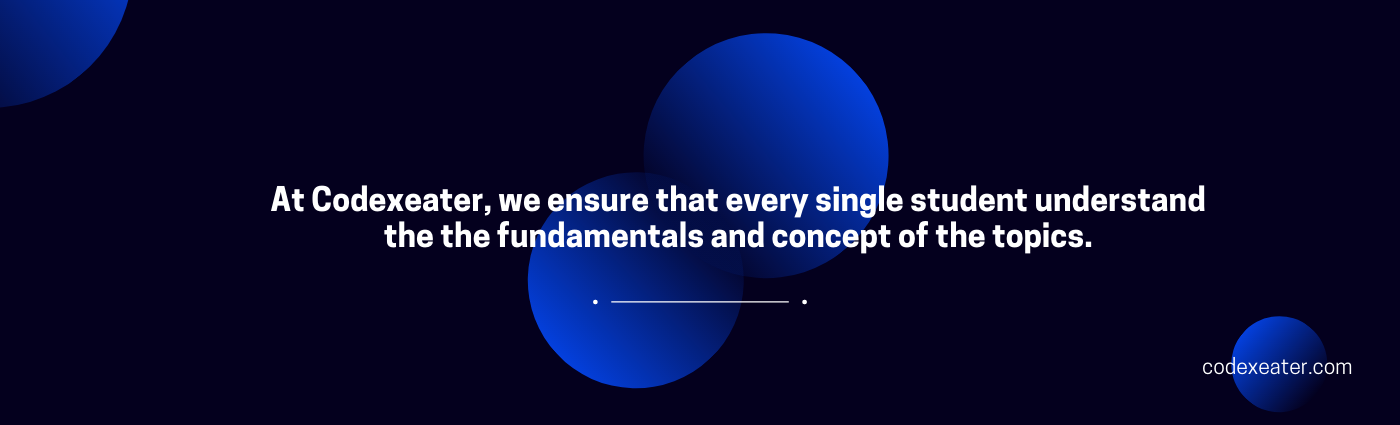 At Codexeater, we ensure that every single student understand
the the fundamentals and concept of the topics.
codexeater.com